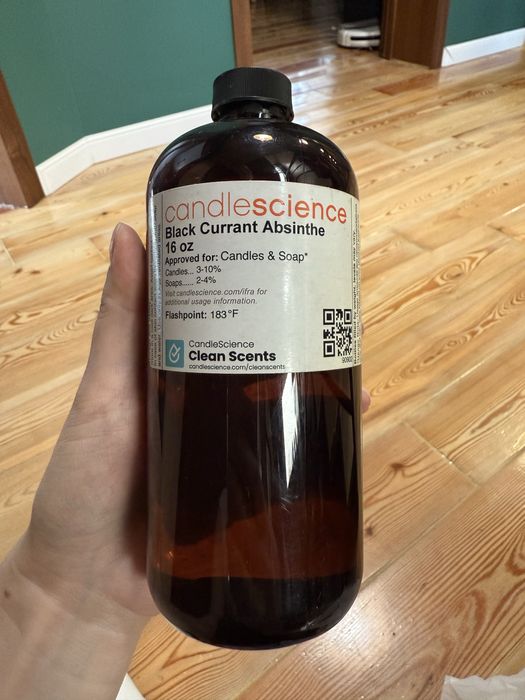 candlescience
Black Currant Absinthe
16 oz
Approved for: Candles & Soap*
Candles... 3-10%
Soaps...... 2-4%
Visit candlescience.com/ifra for
additional usage information.
Flashpoint: 183°F
CandleScience
Clean Scents
candlescience.com/cleanscents